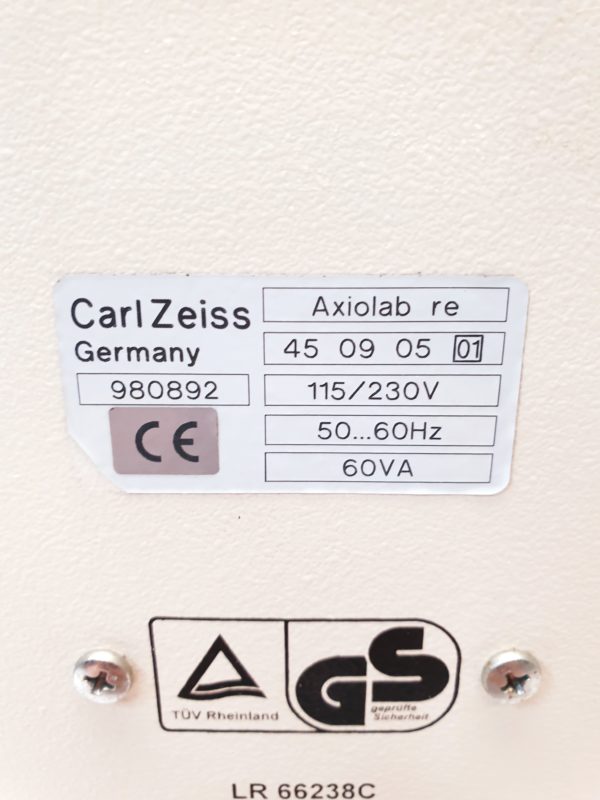 Carl Zeiss
Germany
980892
CE
Axiolab re
45 09 05 01
115/230V
50...60Hz
60VA
TÜV Rheinland
GS
geprüfte
Sicherheit
LR 66238C